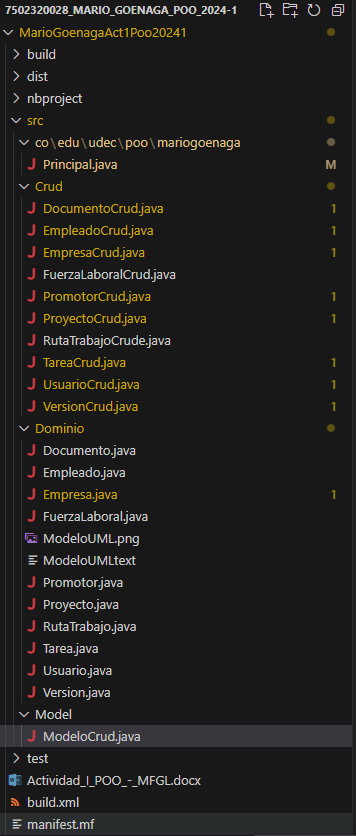 7502320028_MARIO_GOENAGA_POO_2024-1
MarioGoenagaAct1Poo20241
build
dist
nbproject
src
co\edu\udec\poo\mariogoenaga
Principal.java M
Crud
DocumentoCrud.java 1
EmpleadoCrud.java 1
EmpresaCrud.java 1
FuerzaLaboralCrud.java
PromotorCrud.java 1
ProyectoCrud.java 1
RutaTrabajoCrude.java
TareaCrud.java 1
UsuarioCrud.java 1
VersionCrud.java 1
Dominio
Documento.java
Empleado.java
Empresa.java 1
FuerzaLaboral.java
ModeloUML.png
ModeloUMLtext
Promotor.java
Proyecto.java
RutaTrabajo.java
Tarea.java
Usuario.java
Version.java
Model
ModeloCrud.java
test
Actividad_I_POO_-_MFGL.docx
build.xml
manifest.mf